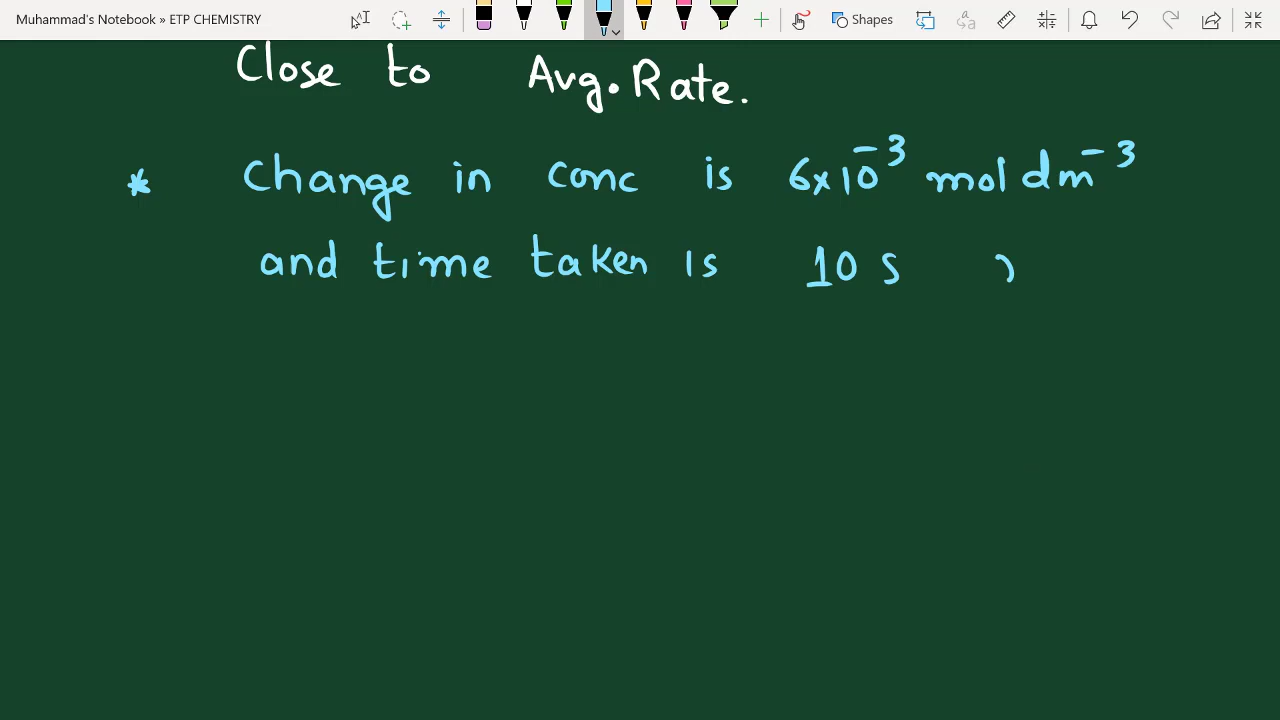 Muhammad's Notebook » ETP CHEMISTRY
Shapes
Close to Avg. Rate.
* Change in conc is 6x10⁻³ mol dm⁻³
and time taken is 10 s